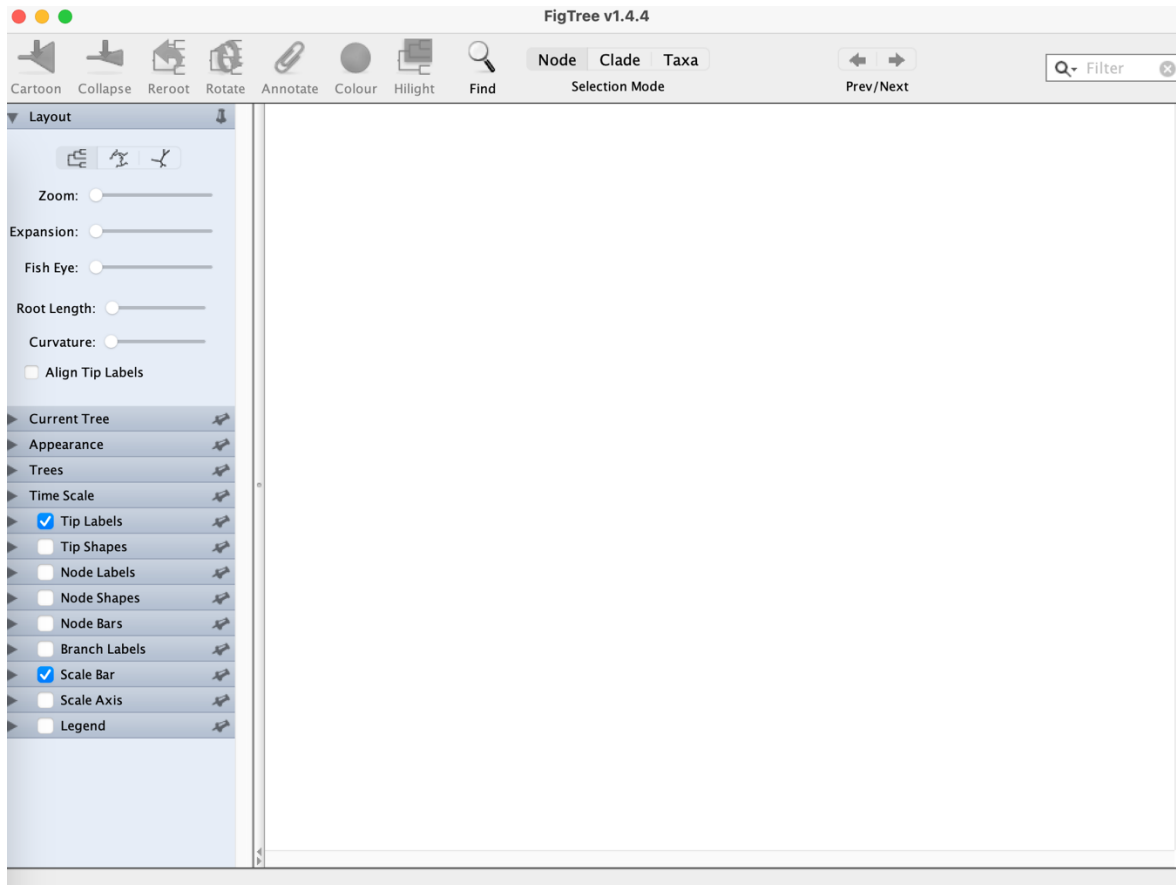 FigTree v1.4.4
Node Clade Taxa
Filter
Cartoon Collapse Reroot Rotate Annotate Colour Hilight Find Selection Mode Prev/Next
Layout
Zoom:
Expansion:
Fish Eye:
Root Length:
Curvature:
Align Tip Labels
Current Tree
Appearance
Trees
Time Scale
Tip Labels
Tip Shapes
Node Labels
Node Shapes
Node Bars
Branch Labels
Scale Bar
Scale Axis
Legend